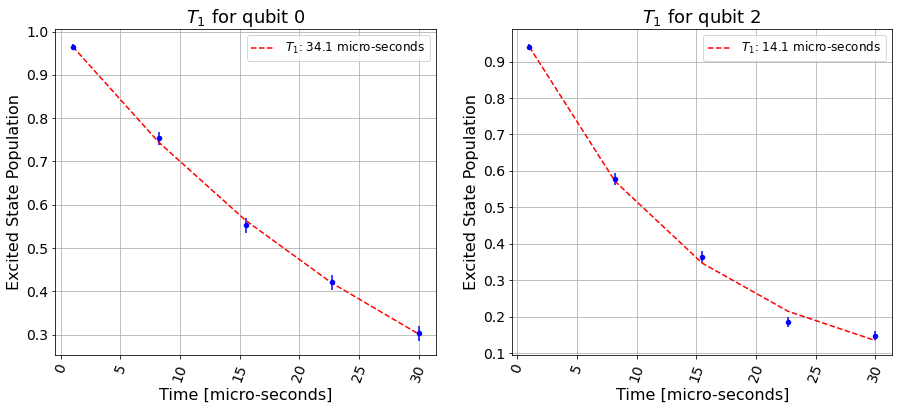 T₁ for qubit 0
T₁: 34.1 micro-seconds
Excited State Population
1.0
0.9
0.8
0.7
0.6
0.5
0.4
0.3
0 5 10 15 20 25 30
Time [micro-seconds]
T₁ for qubit 2
T₁: 14.1 micro-seconds
Excited State Population
0.9
0.8
0.7
0.6
0.5
0.4
0.3
0.2
0.1
0 5 10 15 20 25 30
Time [micro-seconds]